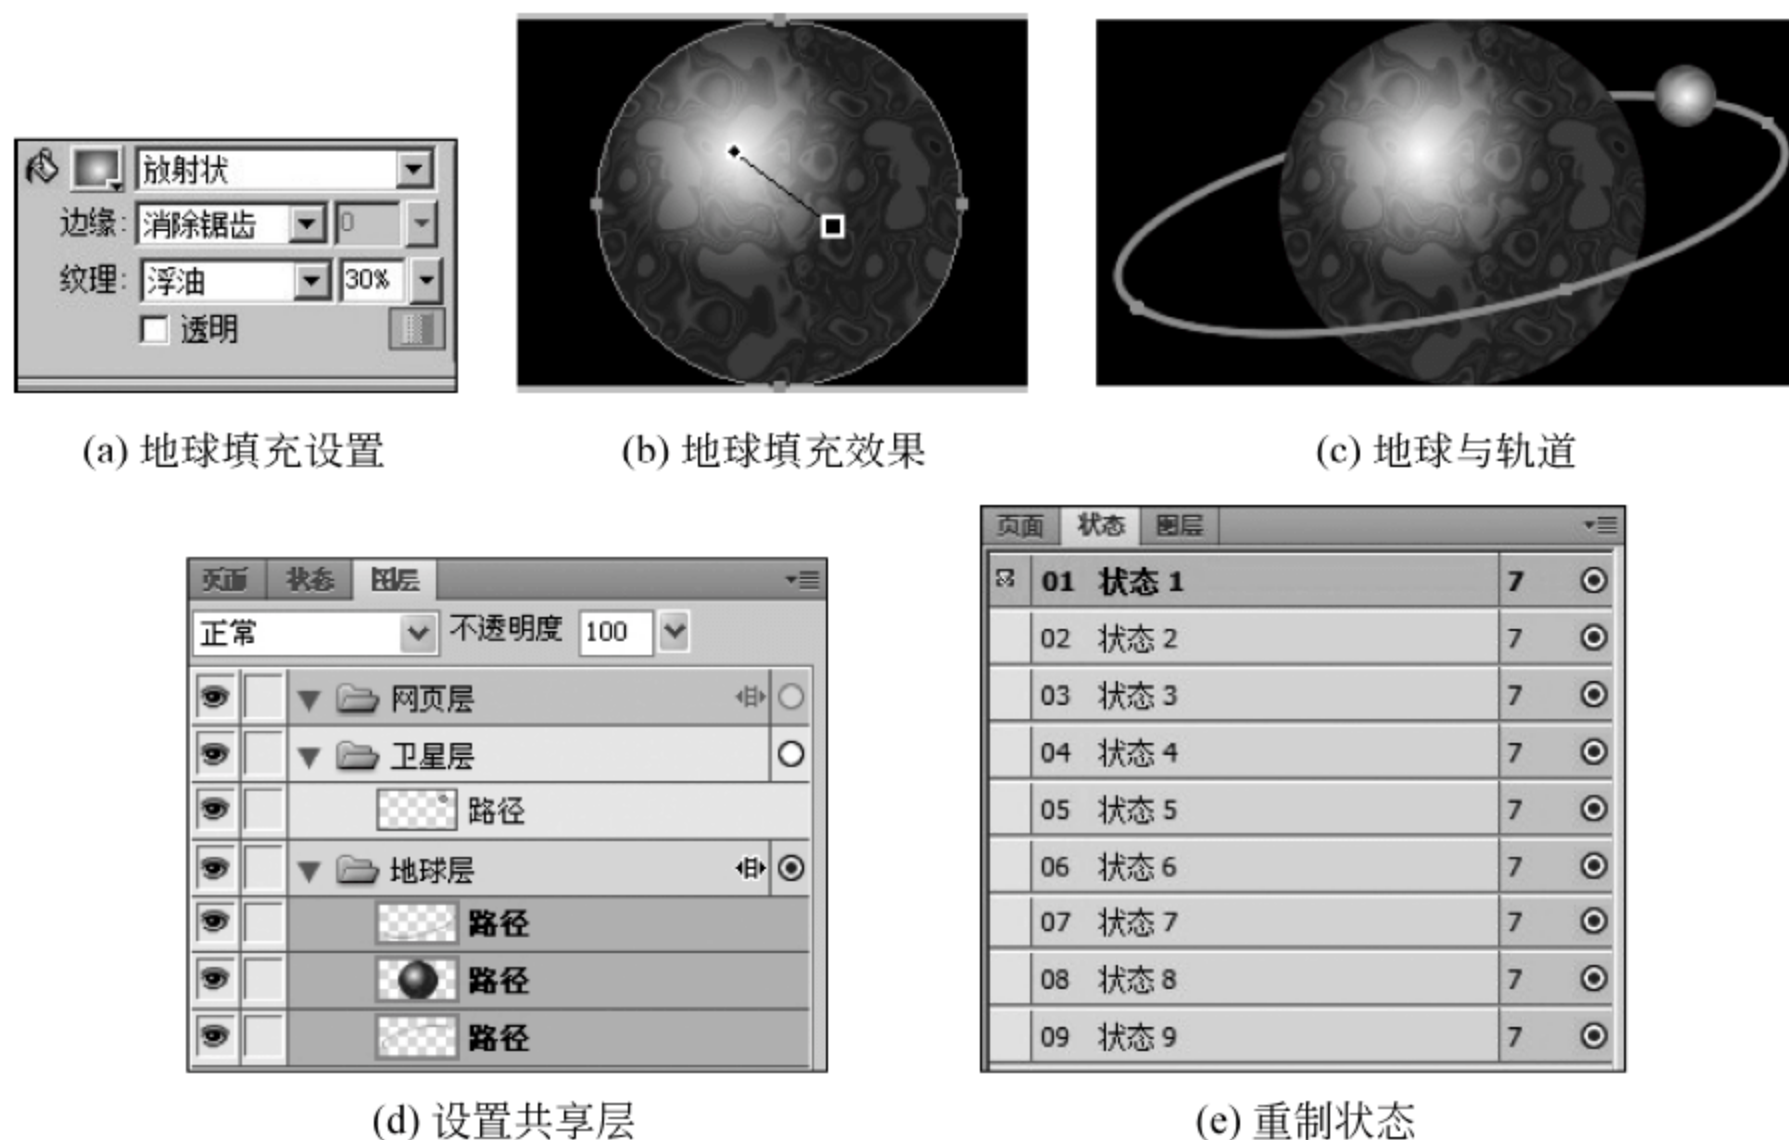 放射状
边缘: 消除锯齿 0
纹理: 浮油 30%
透明
(a) 地球填充设置
(b) 地球填充效果
(c) 地球与轨道
页面 状态 图层
正常 不透明度 100
网页层
卫星层
路径
地球层
路径
路径
路径
(d) 设置共享层
页面 状态 图层
01 状态 1 7
02 状态 2 7
03 状态 3 7
04 状态 4 7
05 状态 5 7
06 状态 6 7
07 状态 7 7
08 状态 8 7
09 状态 9 7
(e) 重制状态